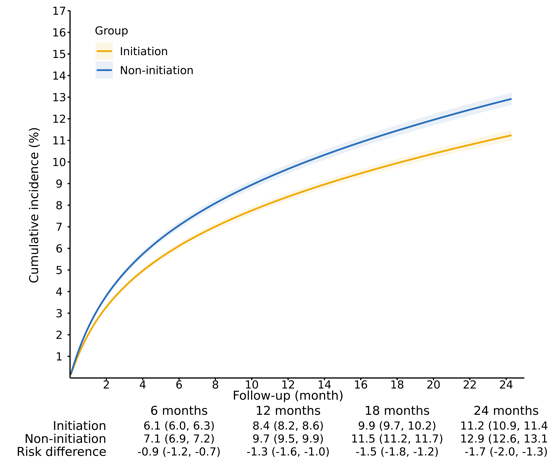 17
16
15
14
13
12
11
10
9
8
7
6
5
4
3
2
1
Cumulative incidence (%)
Group
Initiation
Non-initiation
2 4 6 8 10 12 14 16 18 20 22 24
Follow-up (month)
6 months 12 months 18 months 24 months
Initiation 6.1 (6.0, 6.3) 8.4 (8.2, 8.6) 9.9 (9.7, 10.2) 11.2 (10.9, 11.4
Non-initiation 7.1 (6.9, 7.2) 9.7 (9.5, 9.9) 11.5 (11.2, 11.7) 12.9 (12.6, 13.1
Risk difference -0.9 (-1.2, -0.7) -1.3 (-1.6, -1.0) -1.5 (-1.8, -1.2) -1.7 (-2.0, -1.3)